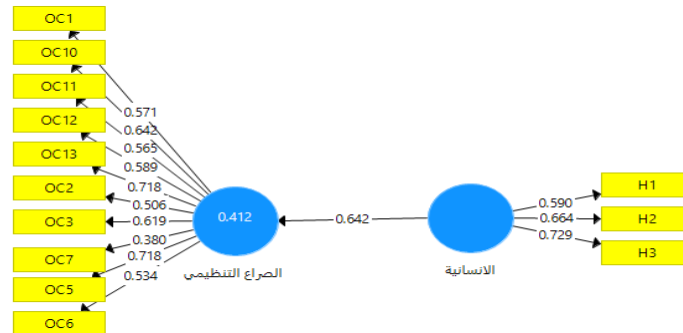 OC1
OC10
OC11
OC12
OC13
OC2
OC3
OC7
OC5
OC6
0.571
0.642
0.565
0.589
0.718
0.506
0.619
0.380
0.718
0.534
0.412
الصراع التنظيمي
0.642
الانسانية
0.590
0.664
0.729
H1
H2
H3